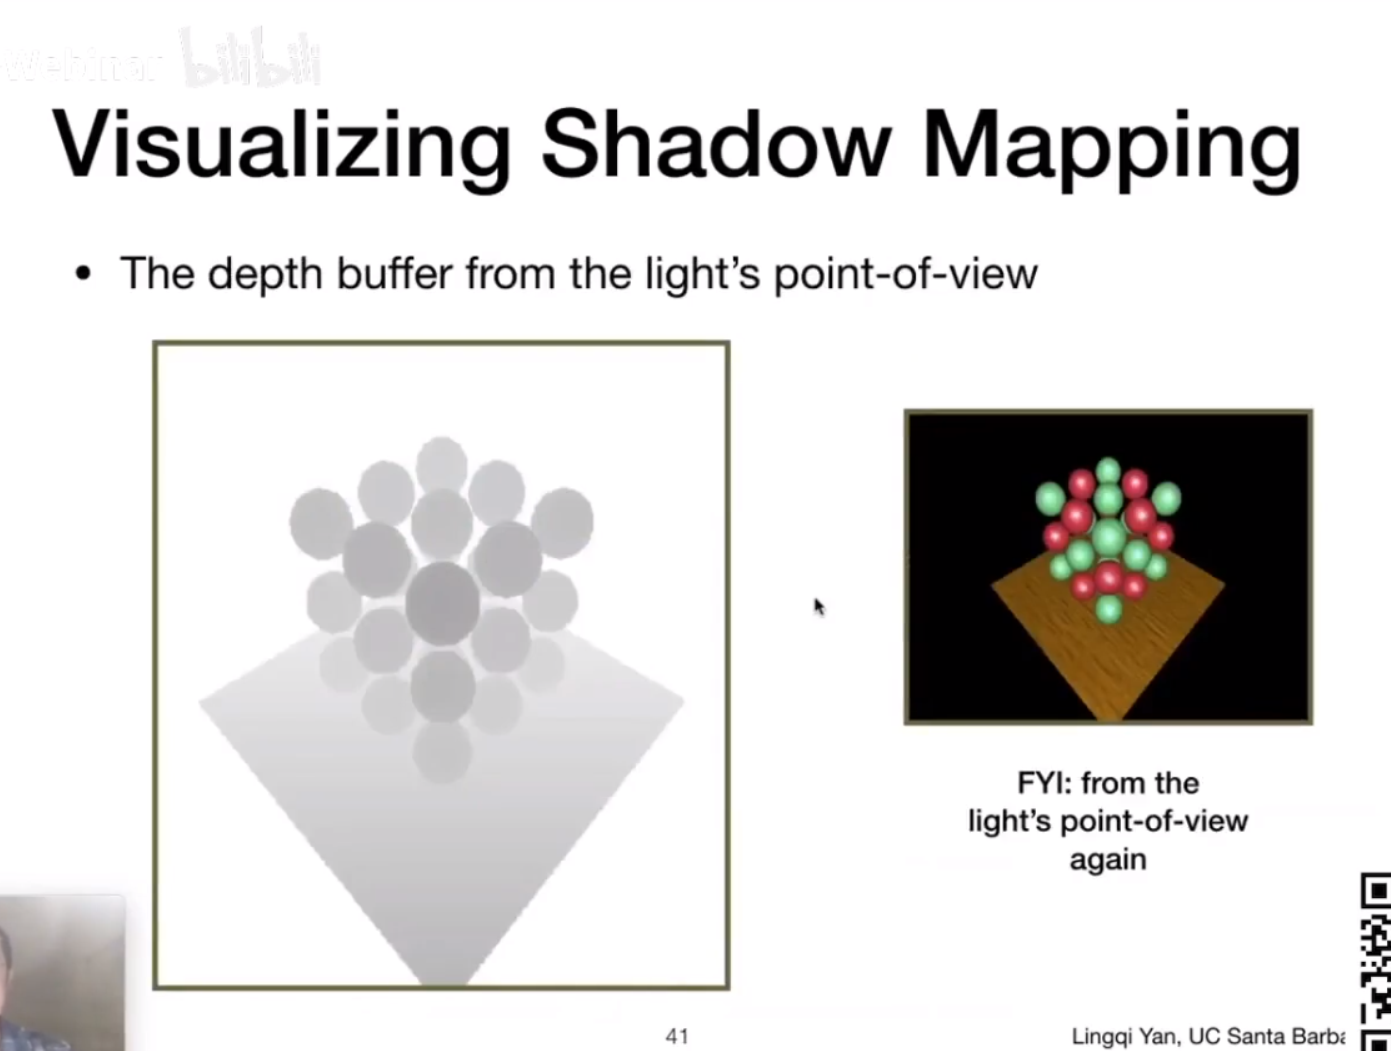 Webinar bilibili
Visualizing Shadow Mapping
• The depth buffer from the light’s point-of-view
FYI: from the
light’s point-of-view
again
41
Lingqi Yan, UC Santa Barba